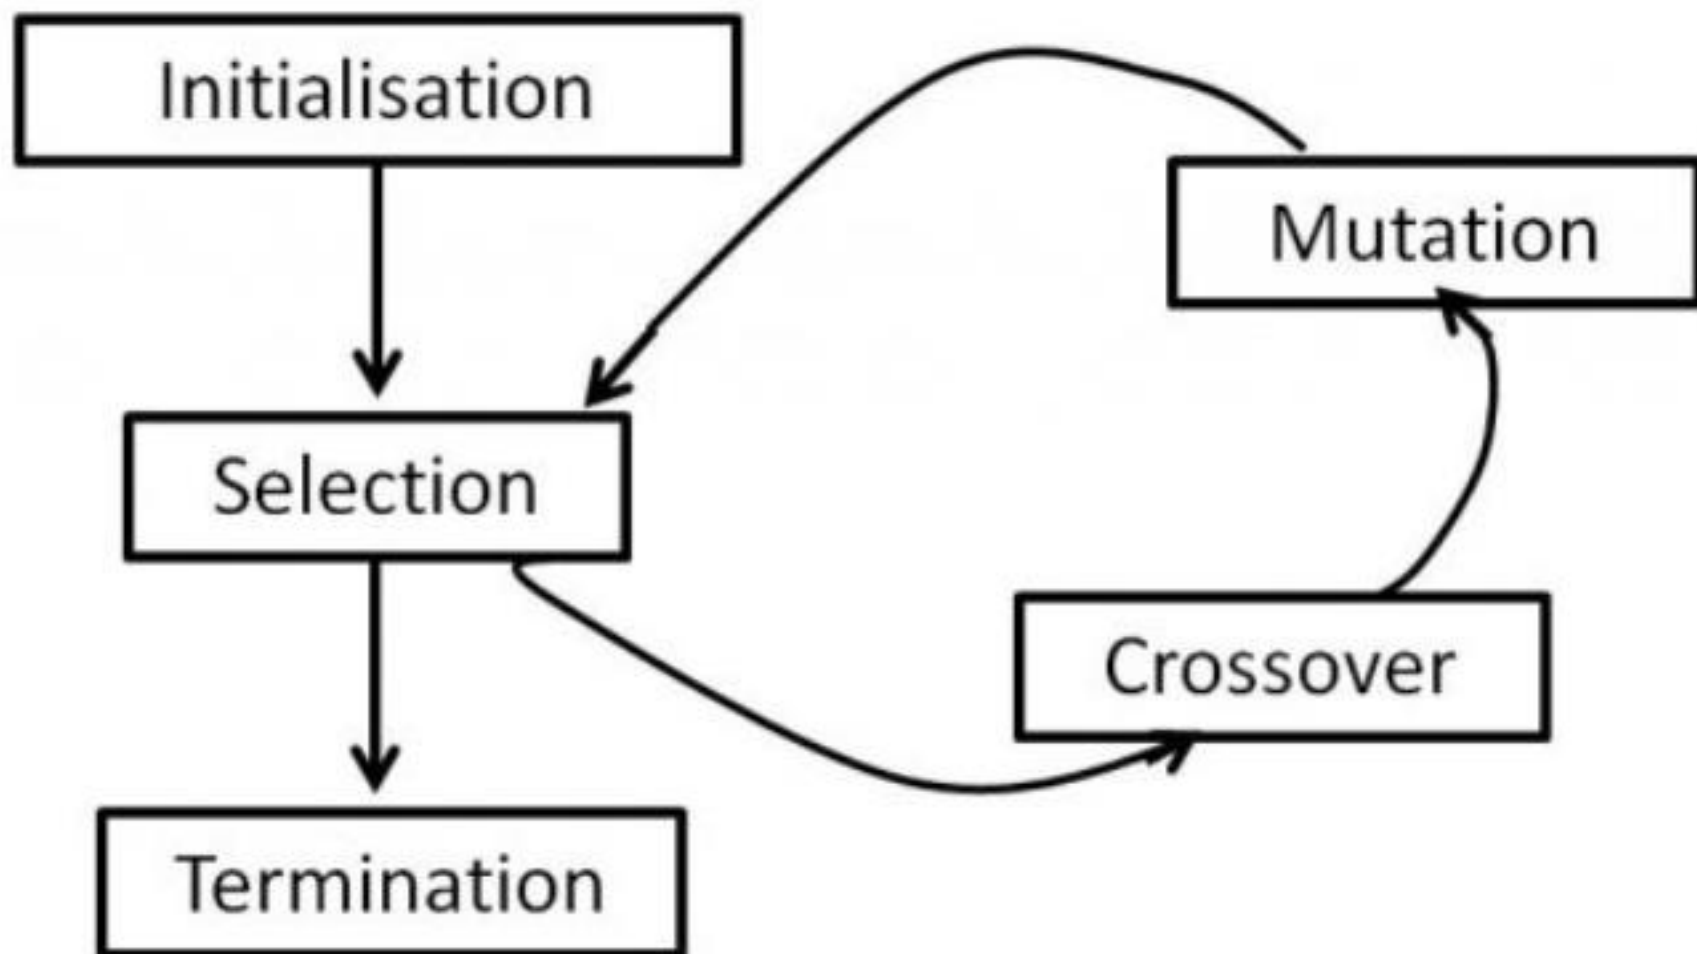 Initialisation
Mutation
Selection
Crossover
Termination